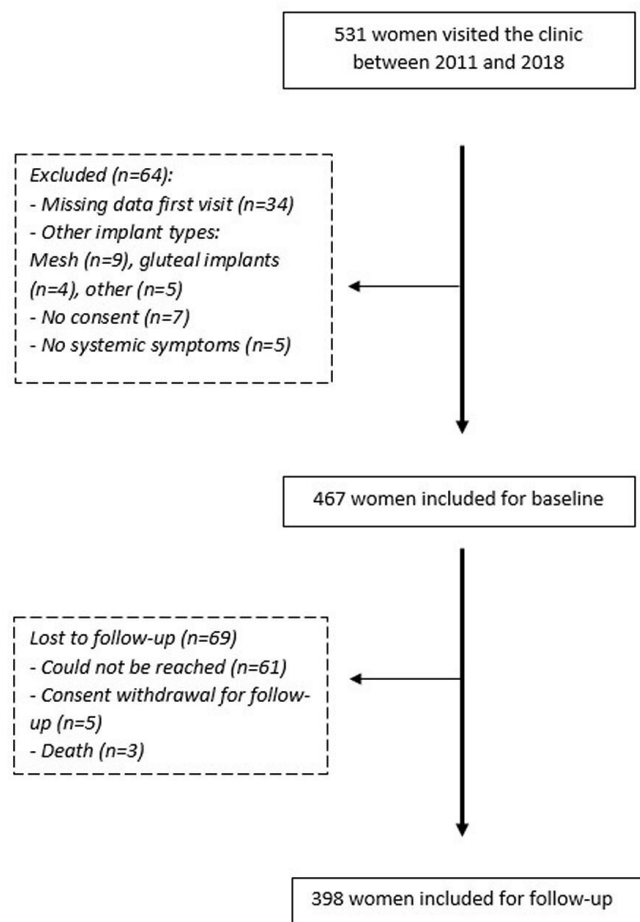 531 women visited the clinic
between 2011 and 2018
Excluded (n=64):
- Missing data first visit (n=34)
- Other implant types:
Mesh (n=9), gluteal implants
(n=4), other (n=5)
- No consent (n=7)
- No systemic symptoms (n=5)
467 women included for baseline
Lost to follow-up (n=69)
- Could not be reached (n=61)
- Consent withdrawal for follow-
up (n=5)
- Death (n=3)
398 women included for follow-up